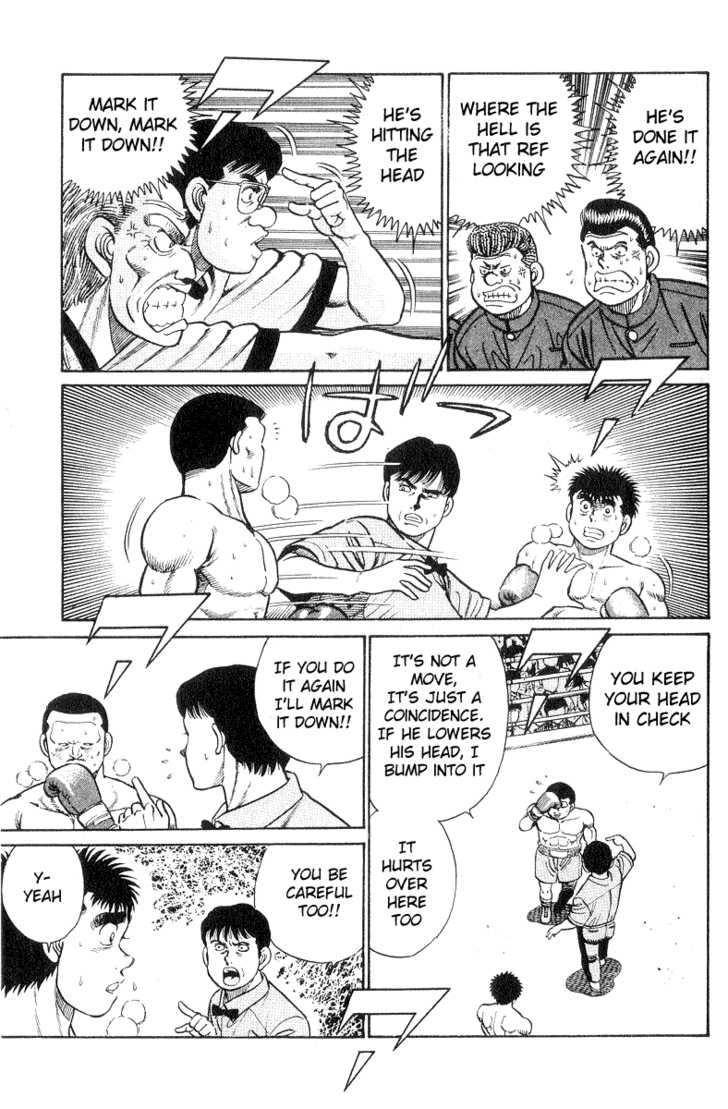 HE'S
DONE IT
AGAIN!!
WHERE THE
HELL IS
THAT REF
LOOKING
HE'S
HITTING
THE
HEAD
MARK IT
DOWN, MARK
IT DOWN!!
ばっ
YOU KEEP
YOUR HEAD
IN CHECK
IT'S NOT A
MOVE,
IT'S JUST A
COINCIDENCE.
IF HE LOWERS
HIS HEAD, I
BUMP INTO IT
IT
HURTS
OVER
HERE
TOO
IF YOU DO
IT AGAIN
I'LL MARK
IT DOWN!!
YOU BE
CAREFUL
TOO!!
Y-
YEAH